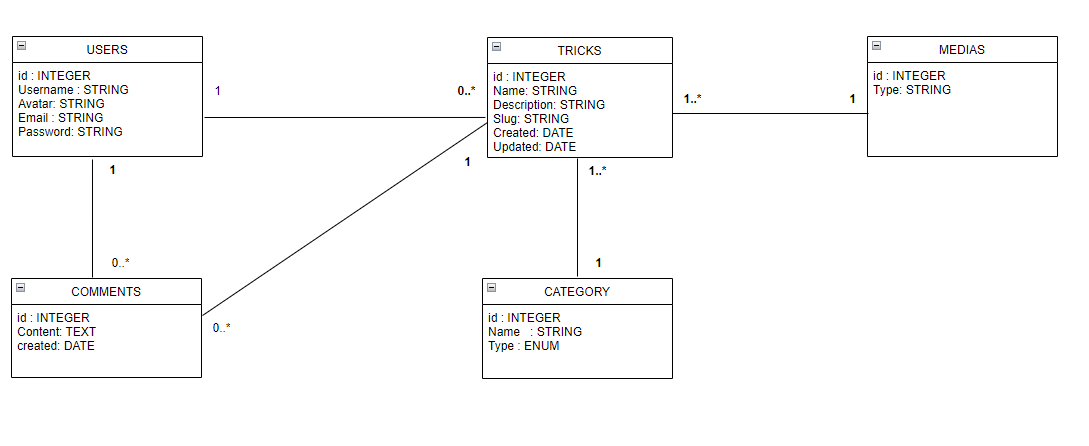 USERS
id : INTEGER
Username : STRING
Avatar: STRING
Email : STRING
Password: STRING
1
0..*
TRICKS
id : INTEGER
Name: STRING
Description: STRING
Slug: STRING
Created: DATE
Updated: DATE
1..*
1
MEDIAS
id : INTEGER
Type: STRING
1
0..*
1
0..*
1..*
1
COMMENTS
id : INTEGER
Content: TEXT
created: DATE
CATEGORY
id : INTEGER
Name : STRING
Type : ENUM